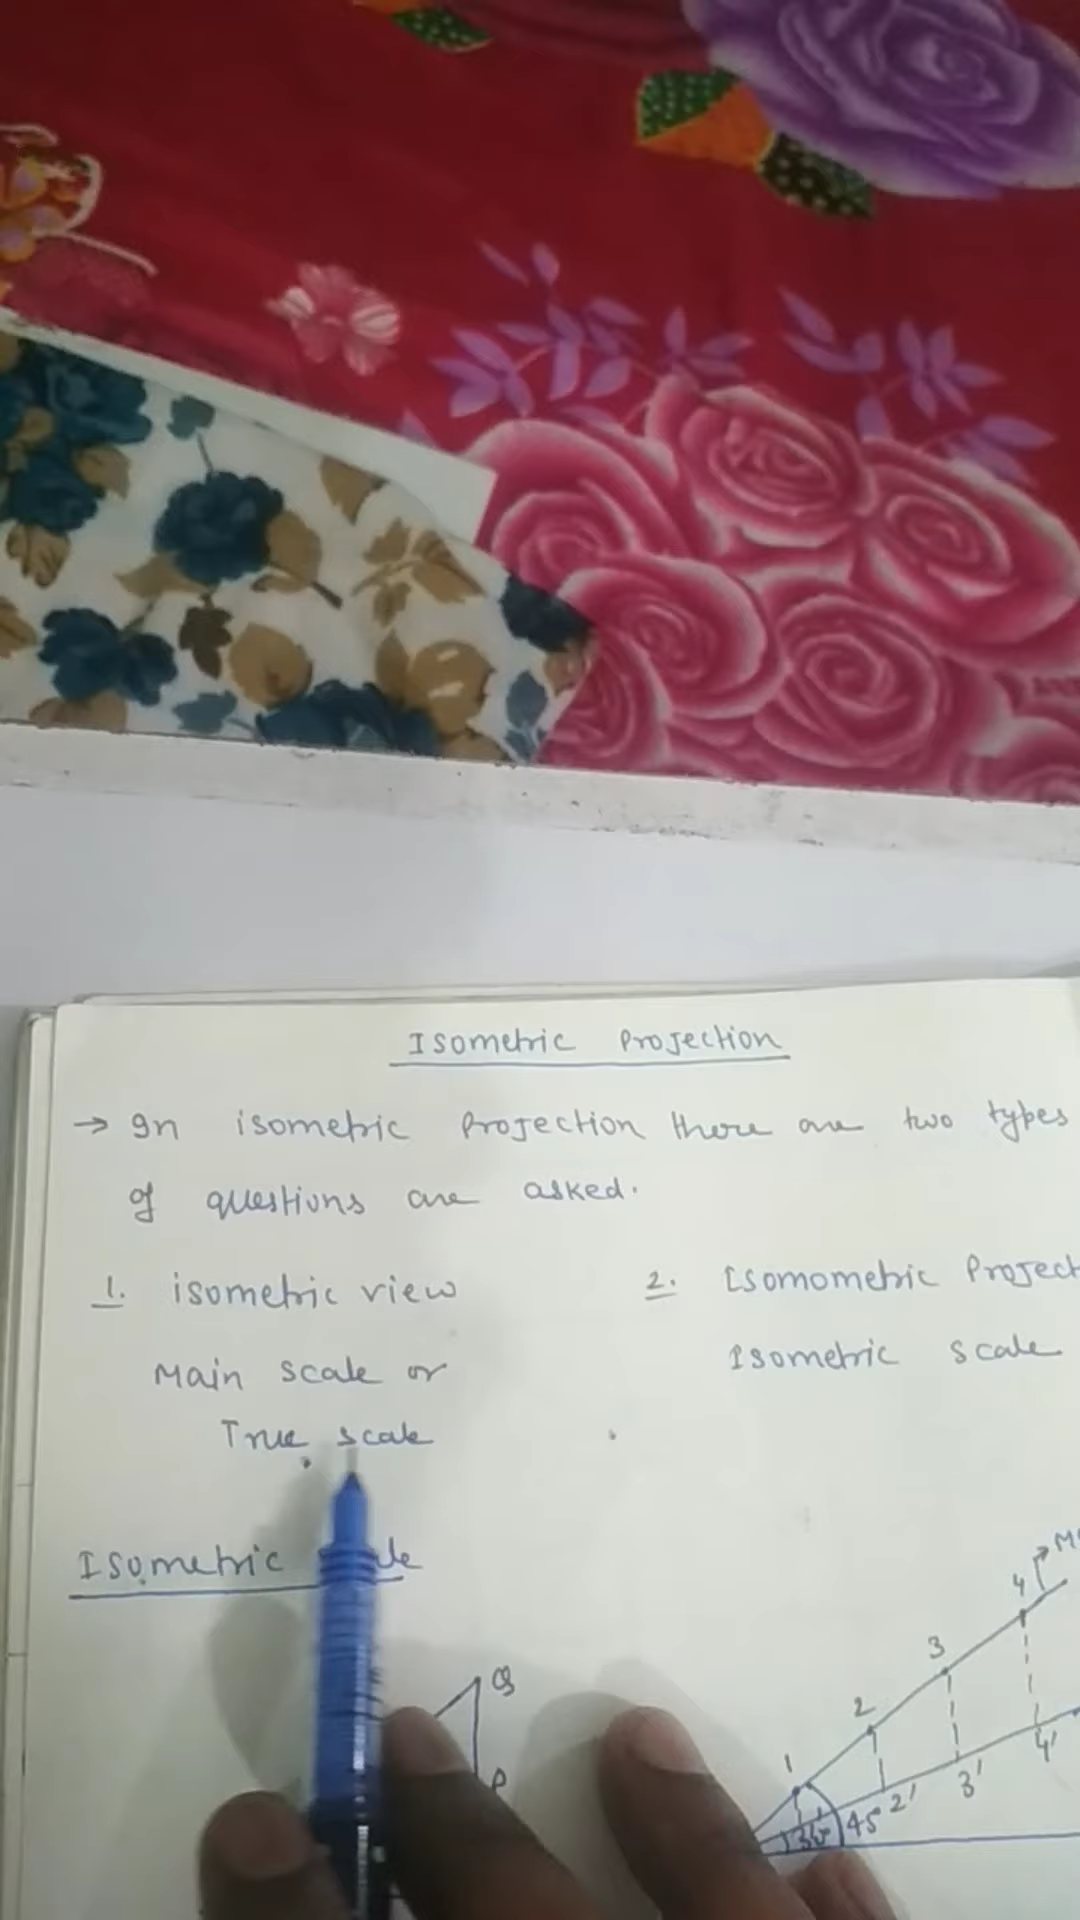 Isometric Projection
→ In isometric Projection there are two types
of questions are asked.
1. isometric view
2. Isomometric Project
Main scale or
Isometric scale
True scale
Isometric
4
3
2
1
4'
3'
2'
30° 45°